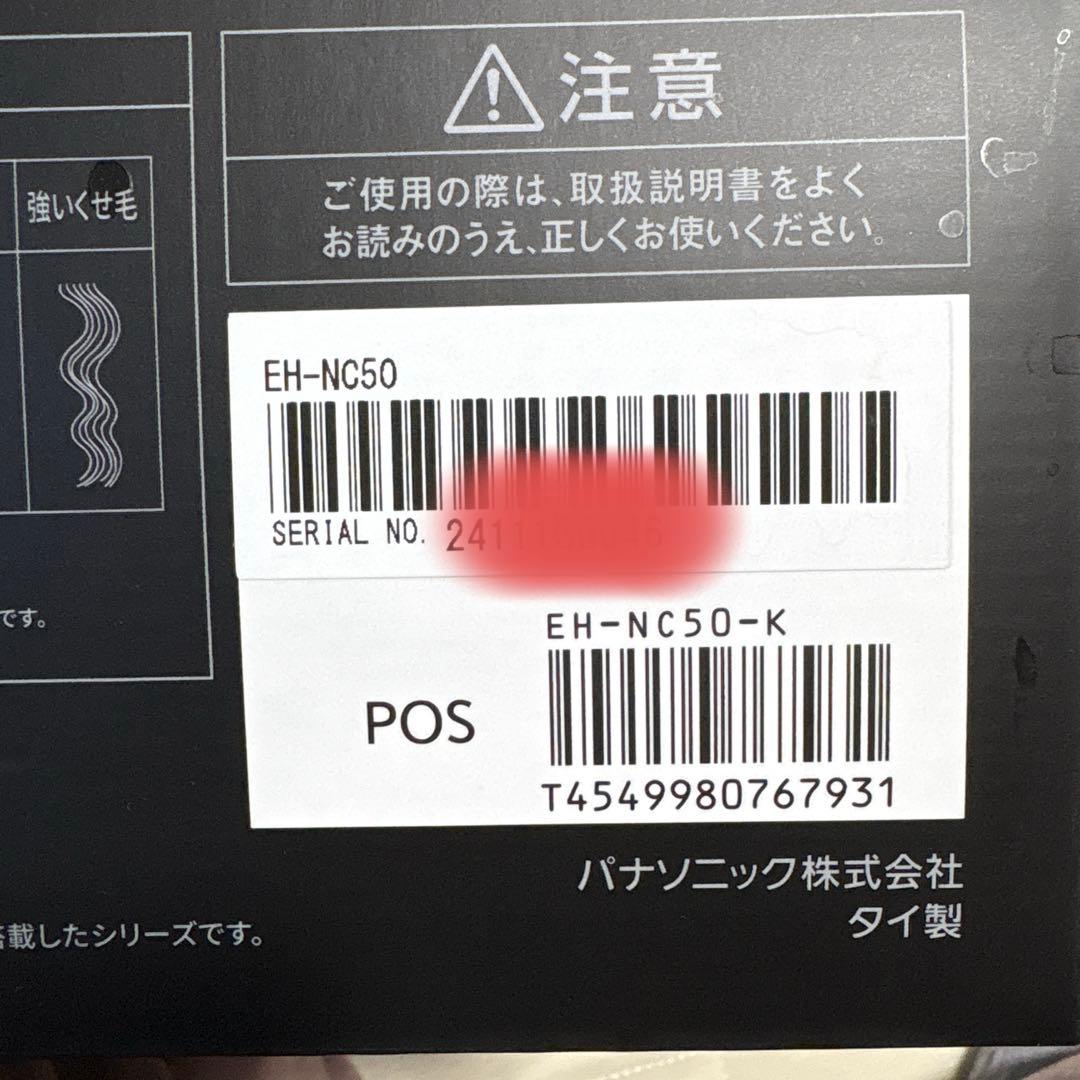 注意
ご使用の際は、取扱説明書をよく
お読みのうえ、正しくお使いください。
強いくせ毛
EH-NC50
SERIAL NO.
です。
EH-NC50-K
POS
T4549980767931
パナソニック株式会社
タイ製
搭載したシリーズです。